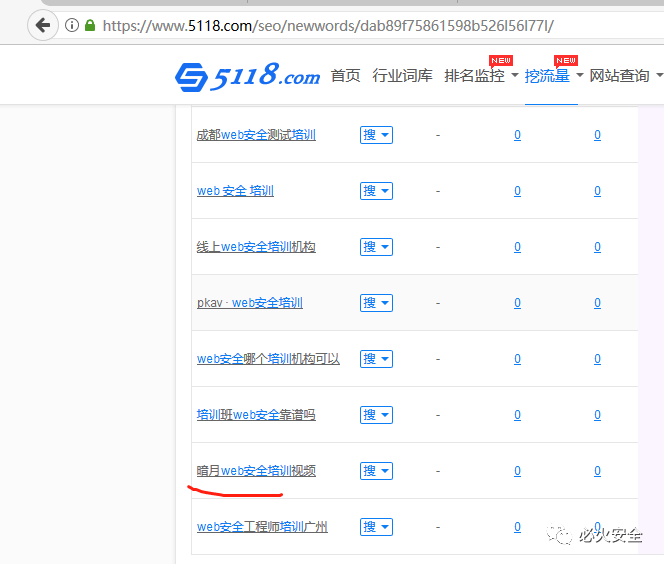 https://www.5118.com/seo/newwords/dab89f75861598b526l56l77l/
5118.com 首页 行业词库 排名监控 NEW 挖流量 NEW 网站查询
成都web安全测试培训 搜 - 0 0
web 安全 培训 搜 - 0 0
线上web安全培训机构 搜 - 0 0
pkav · web安全培训 搜 - 0 0
web安全哪个培训机构可以 搜 - 0 0
培训班web安全靠谱吗 搜 - 0 0
暗月web安全培训视频 搜 - 0 0
web安全工程师培训广州 搜 - 0 0
必火安全